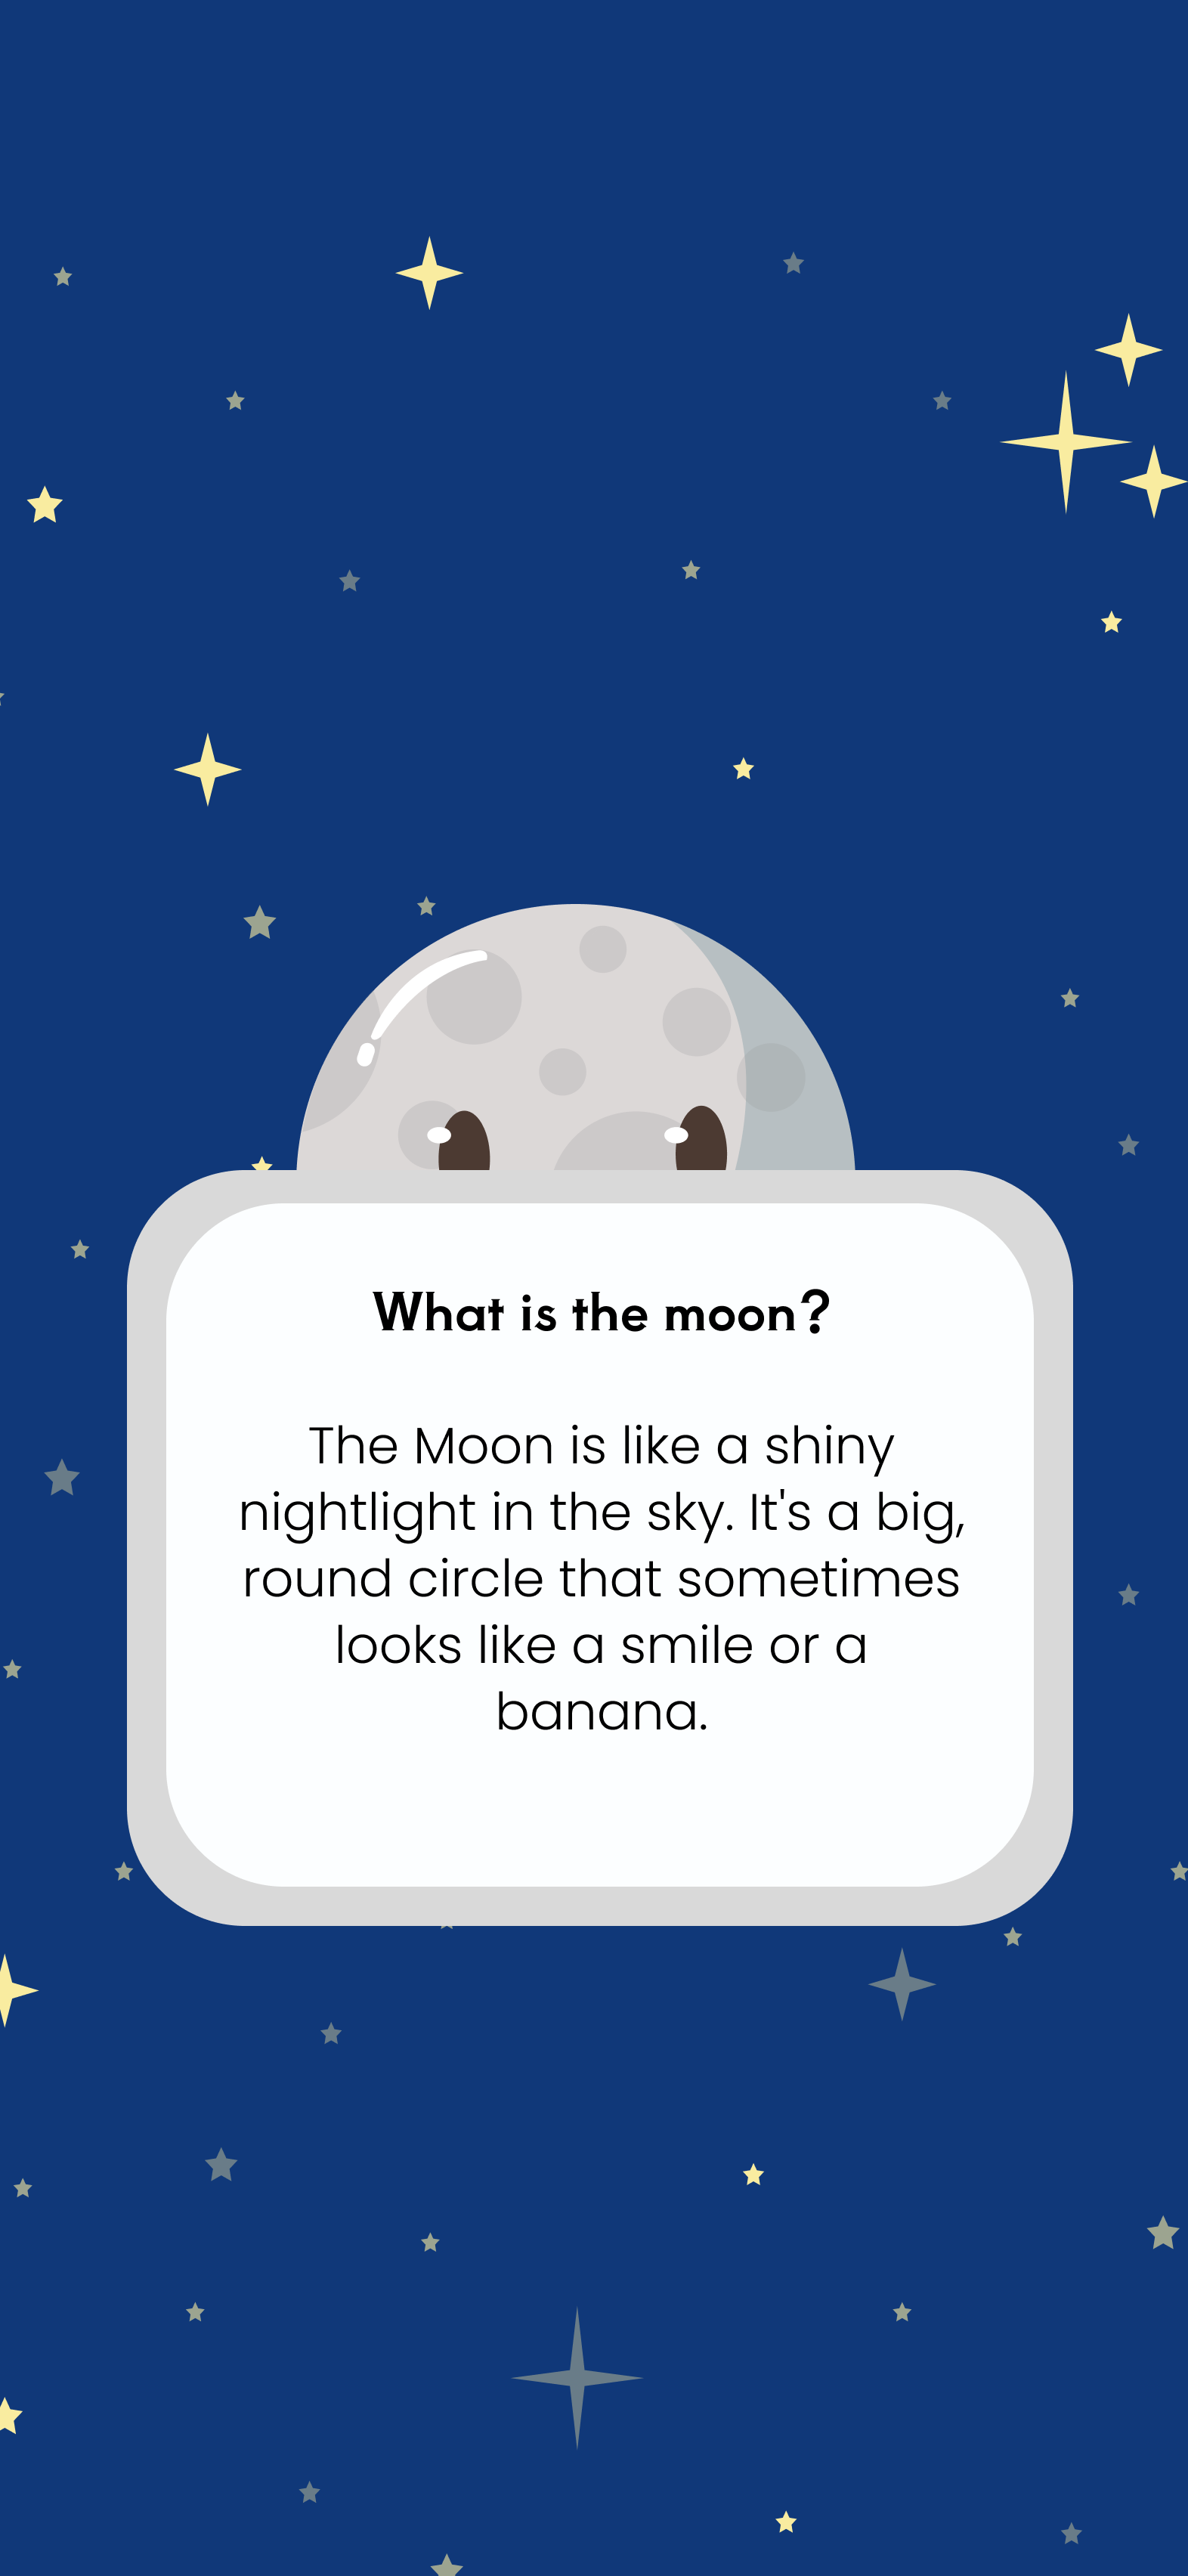 What is the moon?
The Moon is like a shiny
nightlight in the sky. It's a big,
round circle that sometimes
looks like a smile or a
banana.